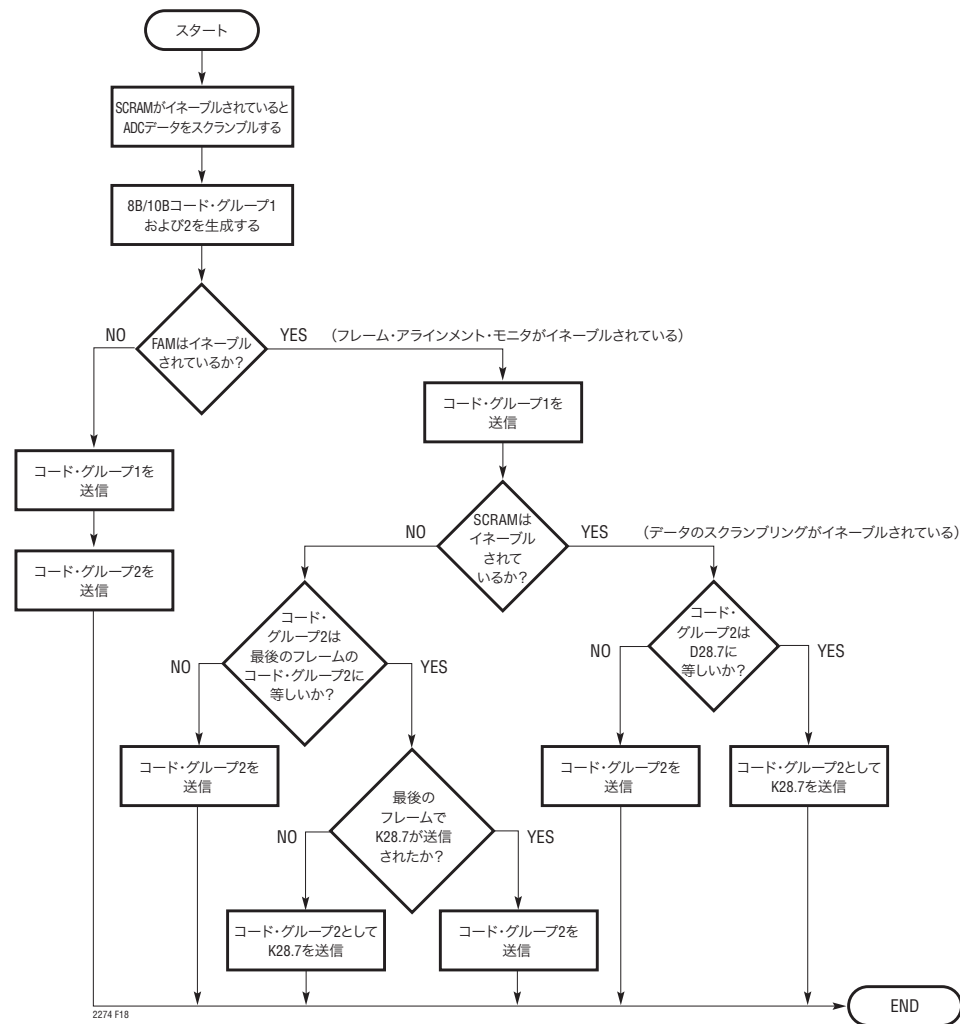 スタート
SCRAMがイネーブルされていると
ADCデータをスクランブルする
8B/10Bコード・グループ1
および2を生成する
FAMはイネーブル
されているか?
NO
YES
(フレーム・アラインメント・モニタがイネーブルされている)
コード・グループ1を
送信
コード・グループ2を
送信
コード・グループ1を
送信
SCRAMは
イネーブル
されて
いるか?
NO
YES
(データのスクランブリングがイネーブルされている)
コード・
グループ2は
最後のフレームの
コード・グループ2に
等しいか?
NO
YES
コード・
グループ2は
D28.7に
等しいか?
NO
YES
コード・グループ2を
送信
最後の
フレームで
K28.7が送信
されたか?
NO
YES
コード・グループ2を
送信
コード・グループ2として
K28.7を送信
コード・グループ2として
K28.7を送信
コード・グループ2を
送信
END
2274 F18